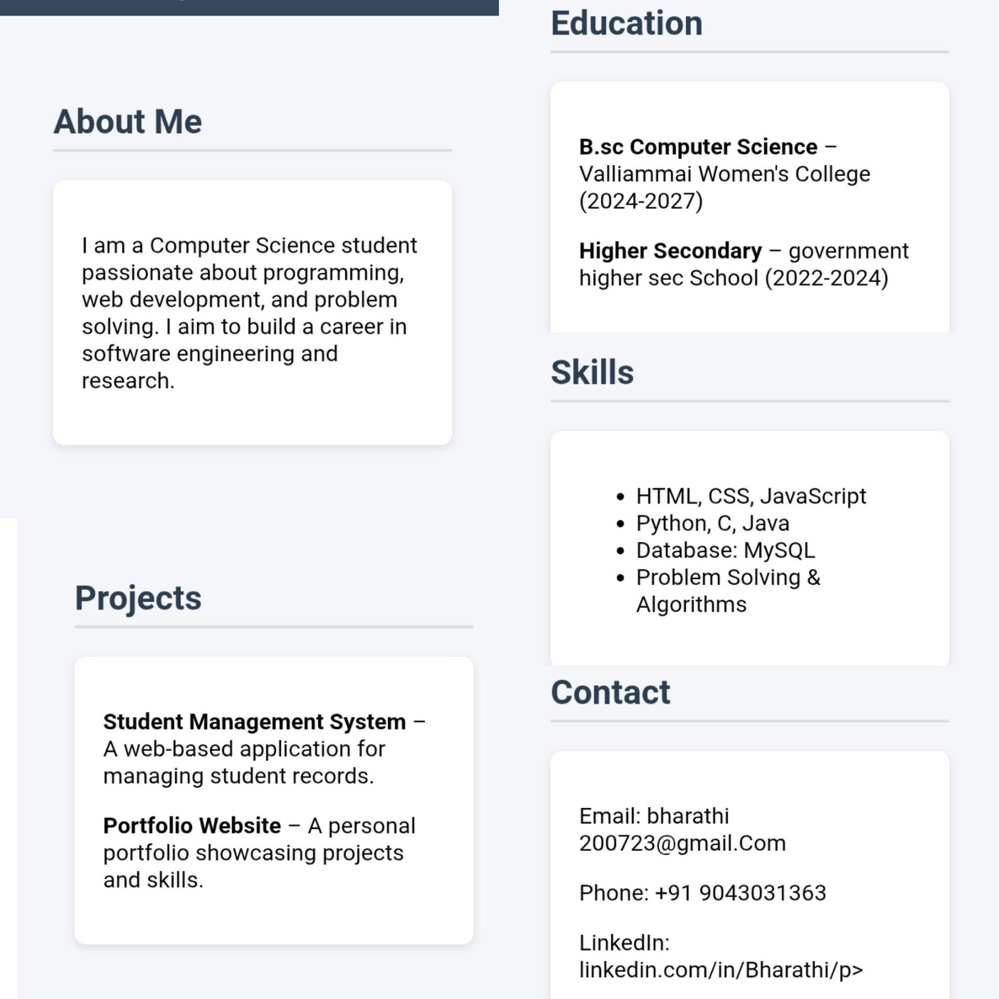 About Me
I am a Computer Science student
passionate about programming,
web development, and problem
solving. I aim to build a career in
software engineering and
research.
Projects
Student Management System –
A web-based application for
managing student records.
Portfolio Website – A personal
portfolio showcasing projects
and skills.
Education
B.sc Computer Science –
Valliammai Women's College
(2024-2027)
Higher Secondary – government
higher sec School (2022-2024)
Skills
• HTML, CSS, JavaScript
• Python, C, Java
• Database: MySQL
• Problem Solving &
Algorithms
Contact
Email: bharathi
200723@gmail.Com
Phone: +91 9043031363
LinkedIn:
linkedin.com/in/Bharathi/p>